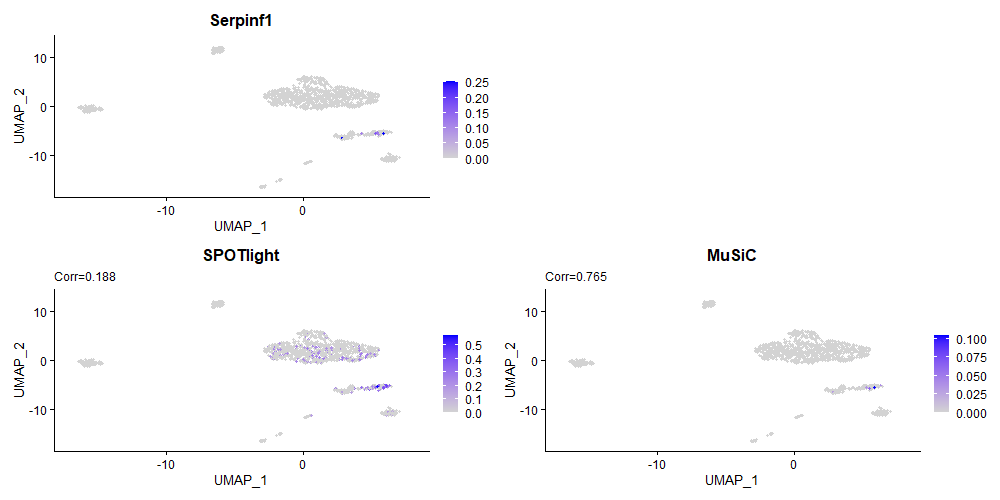 Serpinf1
UMAP_2
10
0
-10
-10
0
UMAP_1
0.25
0.20
0.15
0.10
0.05
0.00
SPOTlight
Corr=0.188
UMAP_2
10
0
-10
-10
0
UMAP_1
0.5
0.4
0.3
0.2
0.1
0.0
MuSiC
Corr=0.765
UMAP_2
10
0
-10
-10
0
UMAP_1
0.100
0.075
0.050
0.025
0.000